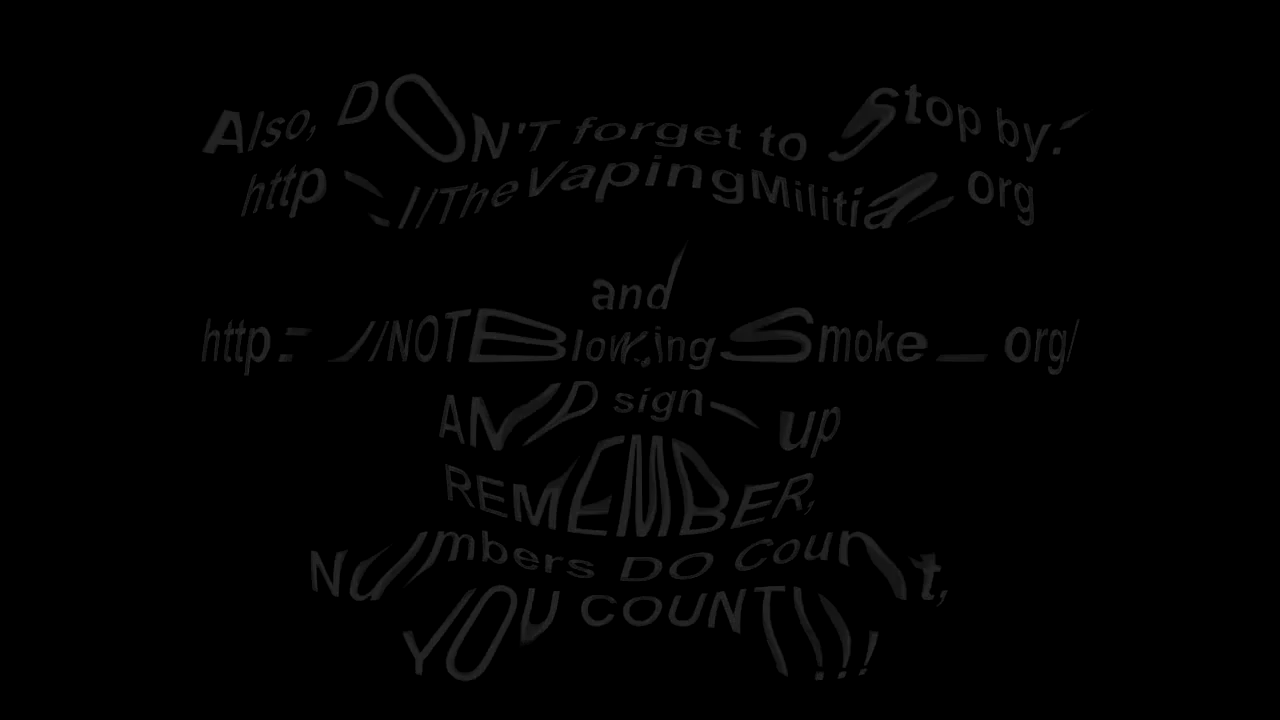 Also, DON'T forget to Stop by:
http://TheVapingMilitia.org
and
http://NOTBlowingSmoke.org/
AND sign-up
REMEMBER,
Numbers DO Count,
YOU COUNT!!!!